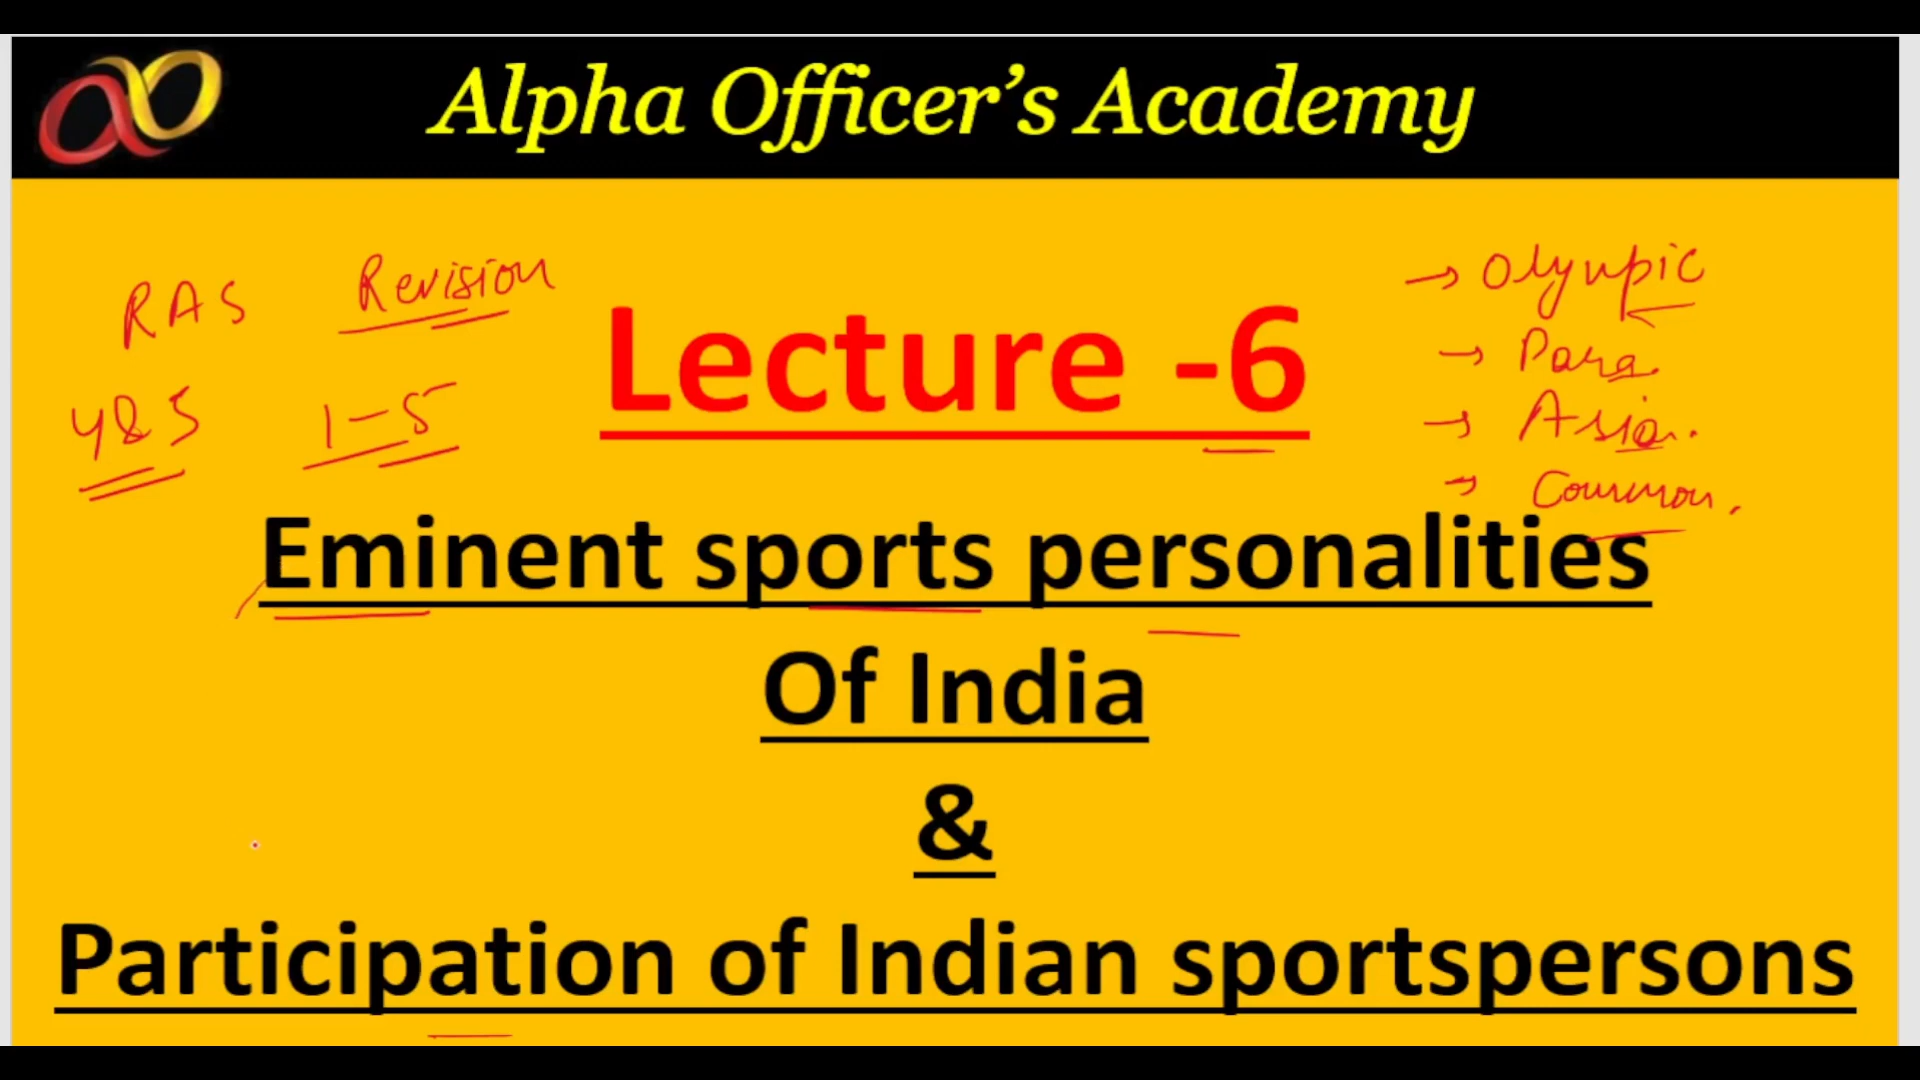 Alpha Officer's Academy
RAS Revision
Y&S 1-5
Lecture -6
→ Olympic
→ Para
→ Asian.
→ Common.
Eminent sports personalities
Of India
&
Participation of Indian sportspersons